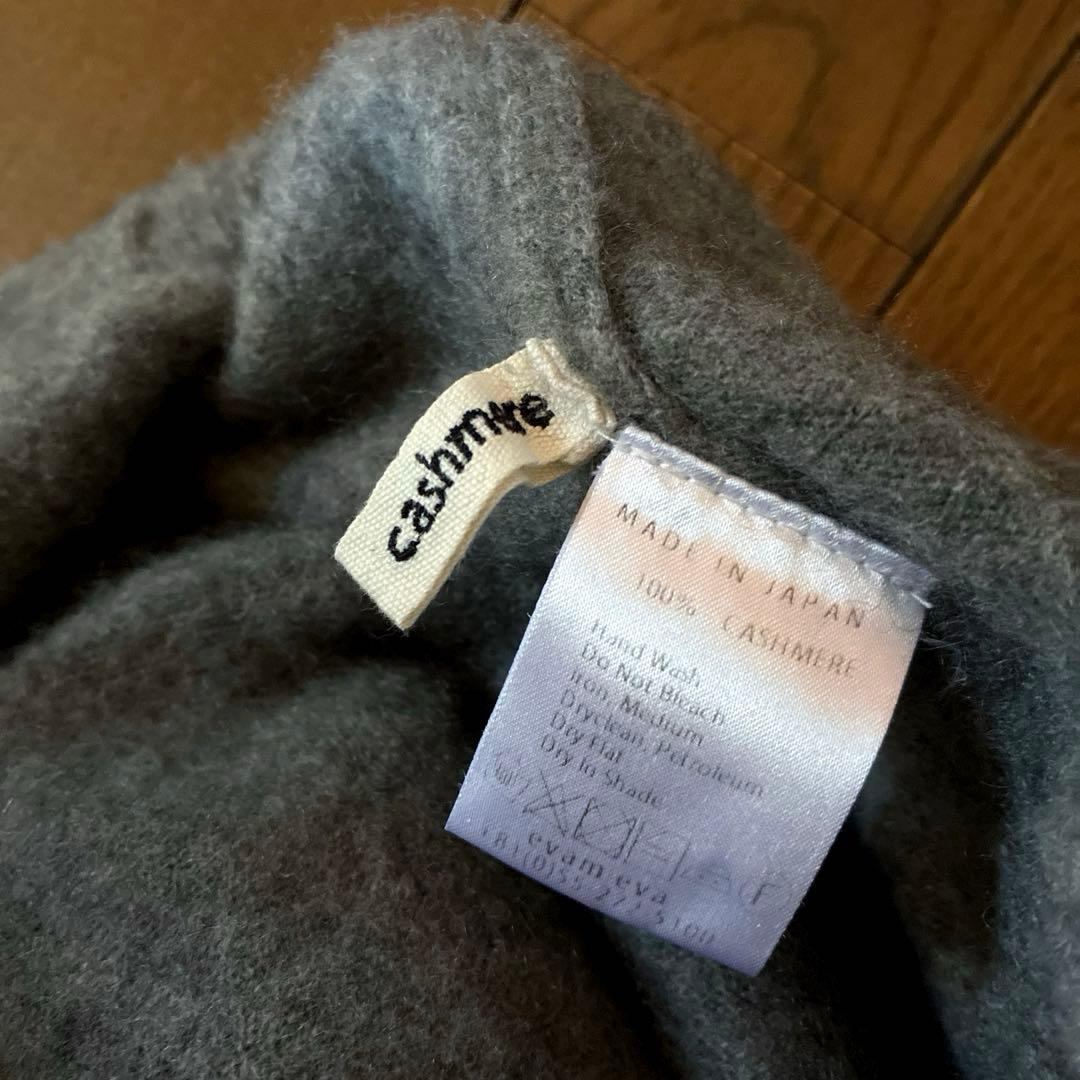 cashmere
MADE IN JAPAN
100% CASHMERE
Hand Wash
Do Not Bleach
Iron, Medium
Dryclean, Petroleum
Dry Flat
Dry In Shade
evam eva